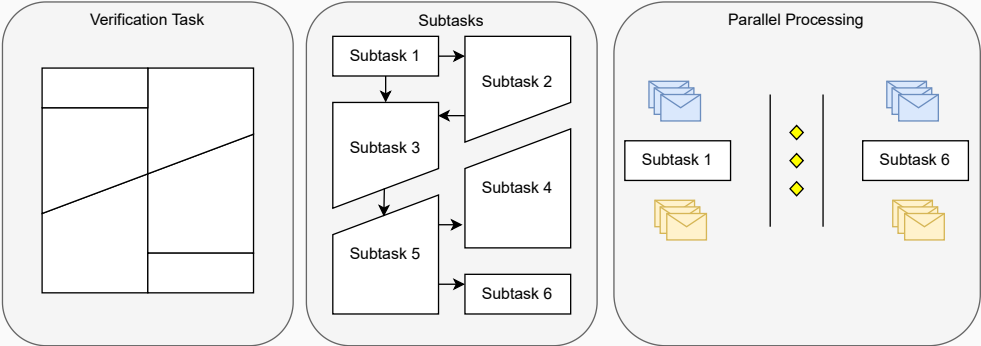 Verification Task
Subtasks
Parallel Processing
Subtask 1
Subtask 2
Subtask 3
Subtask 4
Subtask 5
Subtask 6
Subtask 1
Subtask 6